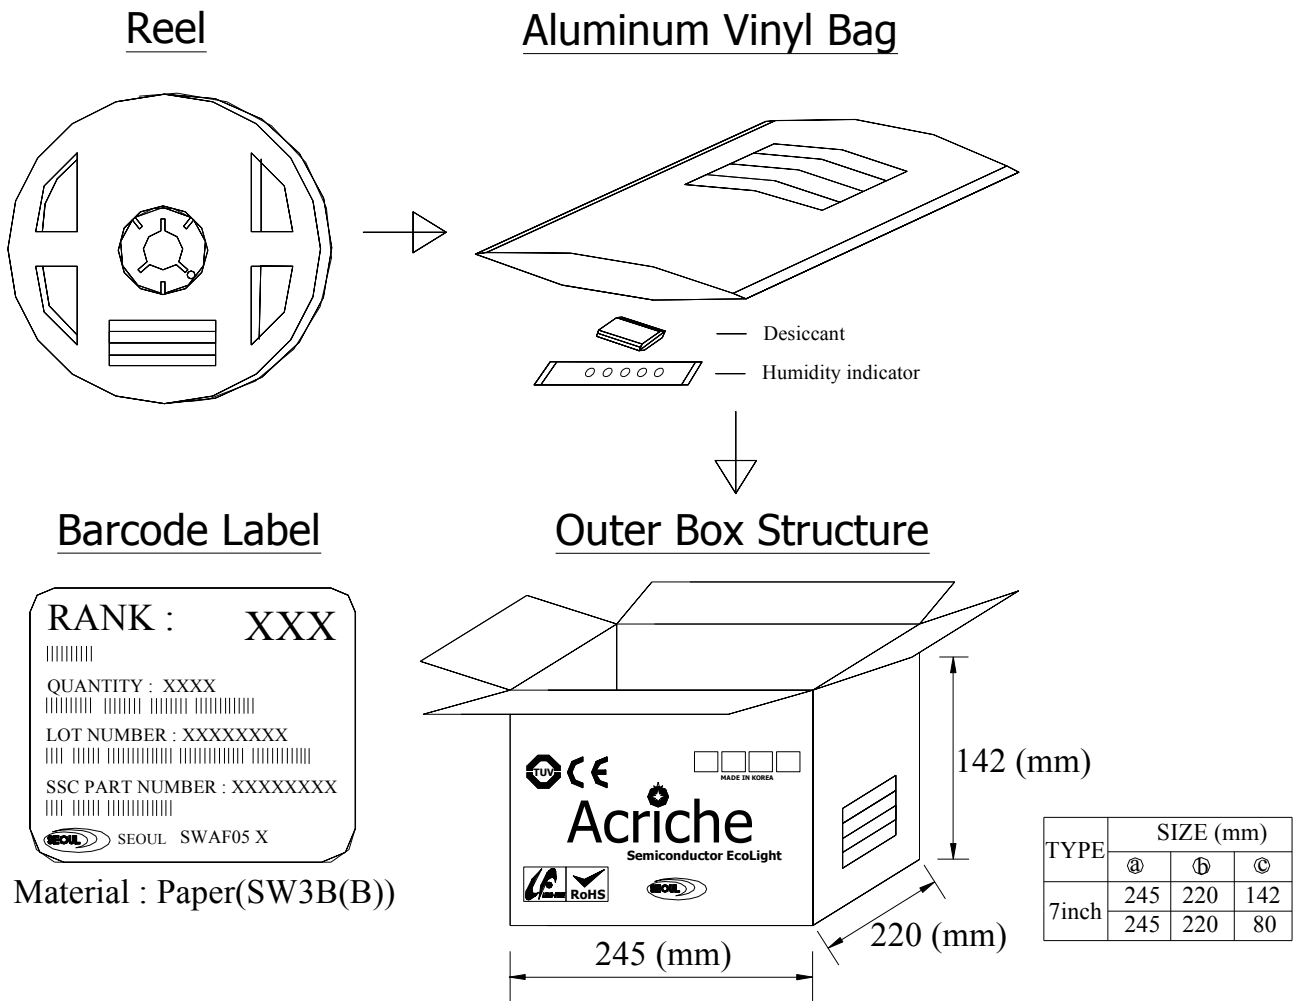 Reel
Aluminum Vinyl Bag
Desiccant
Humidity indicator
Barcode Label
Outer Box Structure
RANK : XXX
QUANTITY : XXXX
LOT NUMBER : XXXXXXXX
SSC PART NUMBER : XXXXXXXX
SEOUL SEOUL SWAF05 X
Material : Paper(SW3B(B))
TUV CE
MADE IN KOREA
Acriche
Semiconductor EcoLight
RoHS
SEOUL
142 (mm)
220 (mm)
245 (mm)
TYPE SIZE (mm)
ⓐ ⓑ ⓒ
7inch 245 220 142
245 220 80